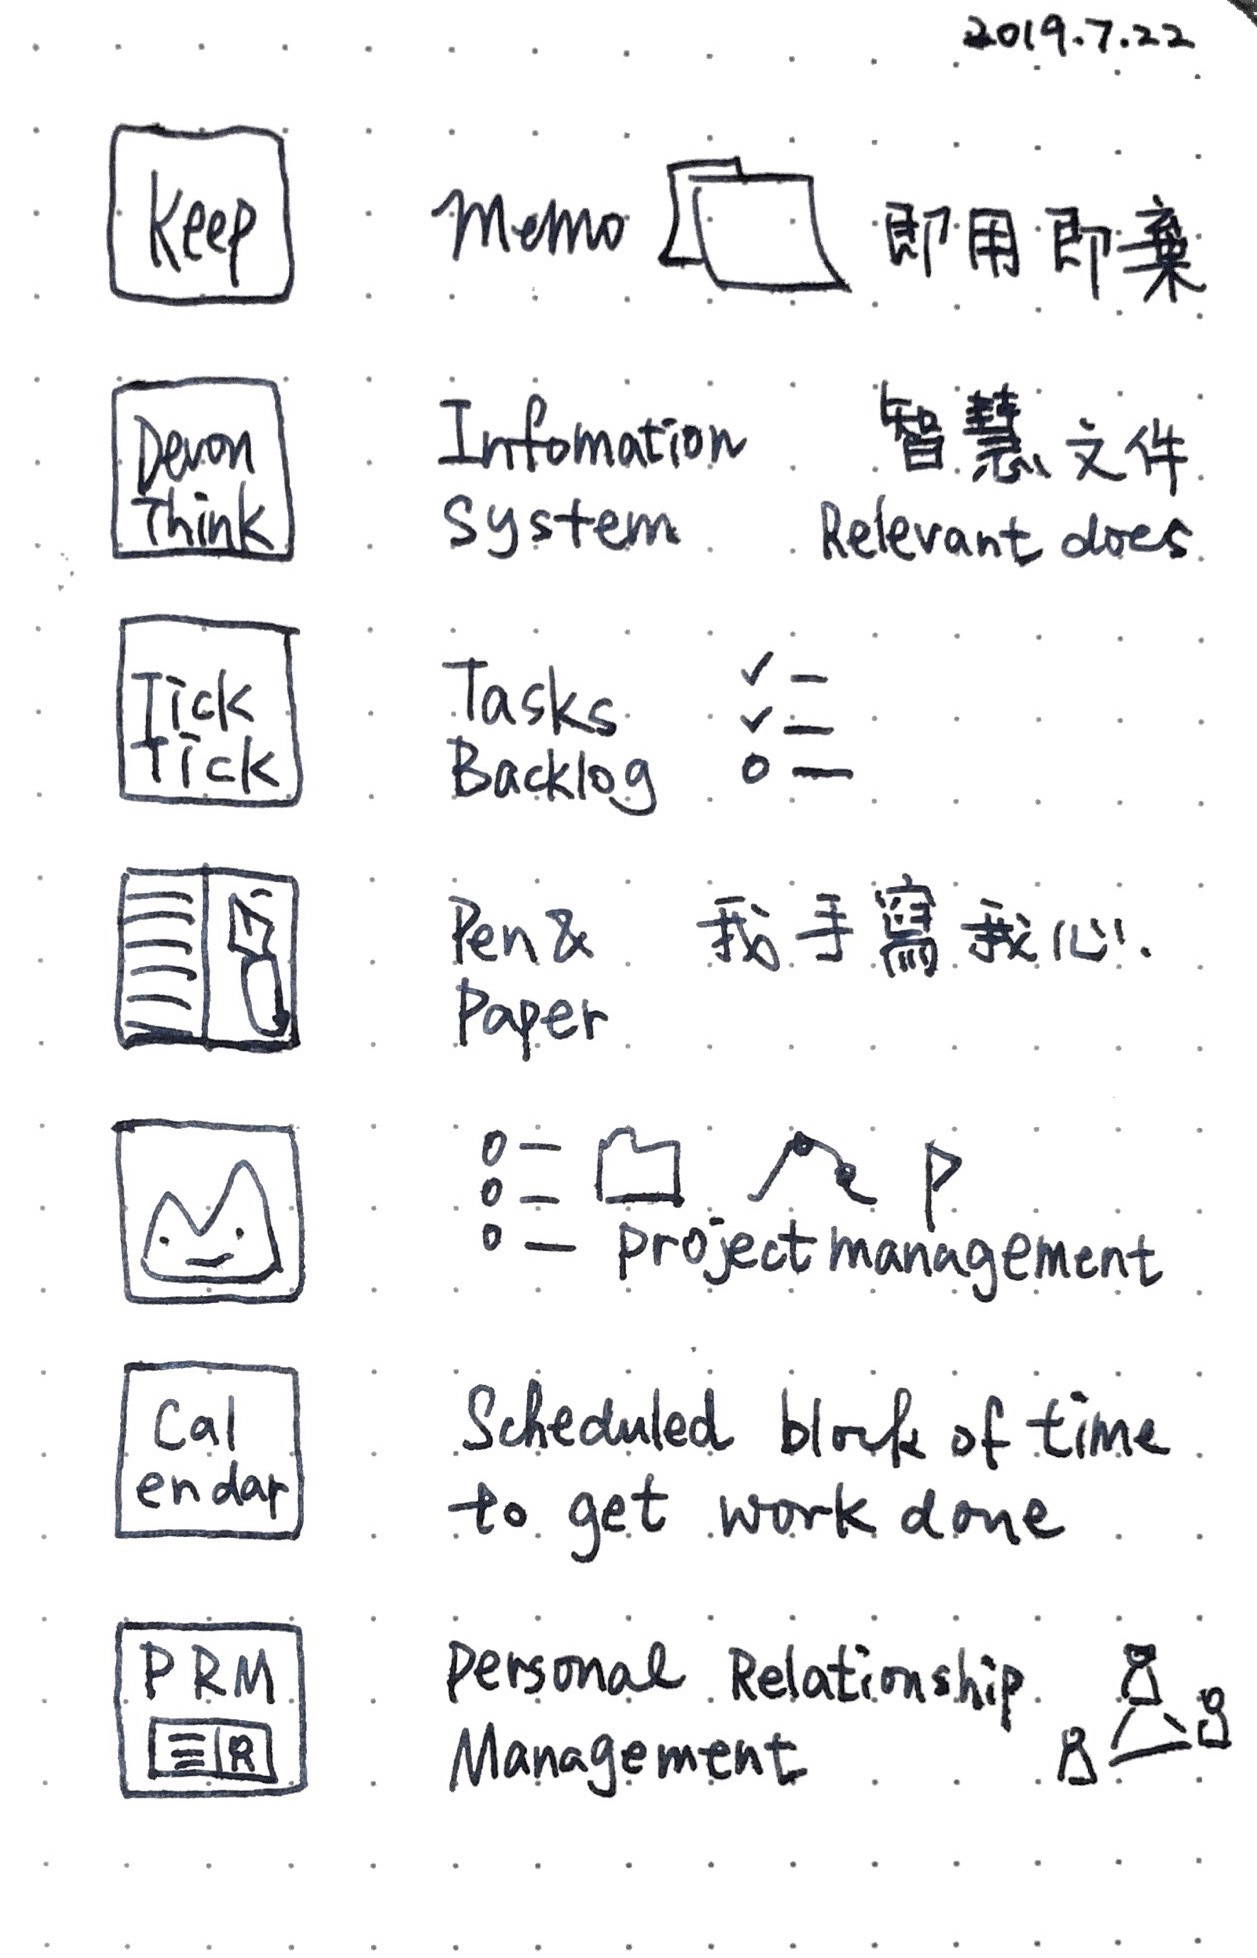 2019.7.22
Keep
Memo 即用即棄
Devon
Think
Infomation 智慧文件
System Relevant does
Tick
Tick
Tasks
Backlog
Pen & 我手寫我心.
Paper
project management
Cal
endar
Scheduled block of time
to get work done
PRM
Personal Relationship
Management